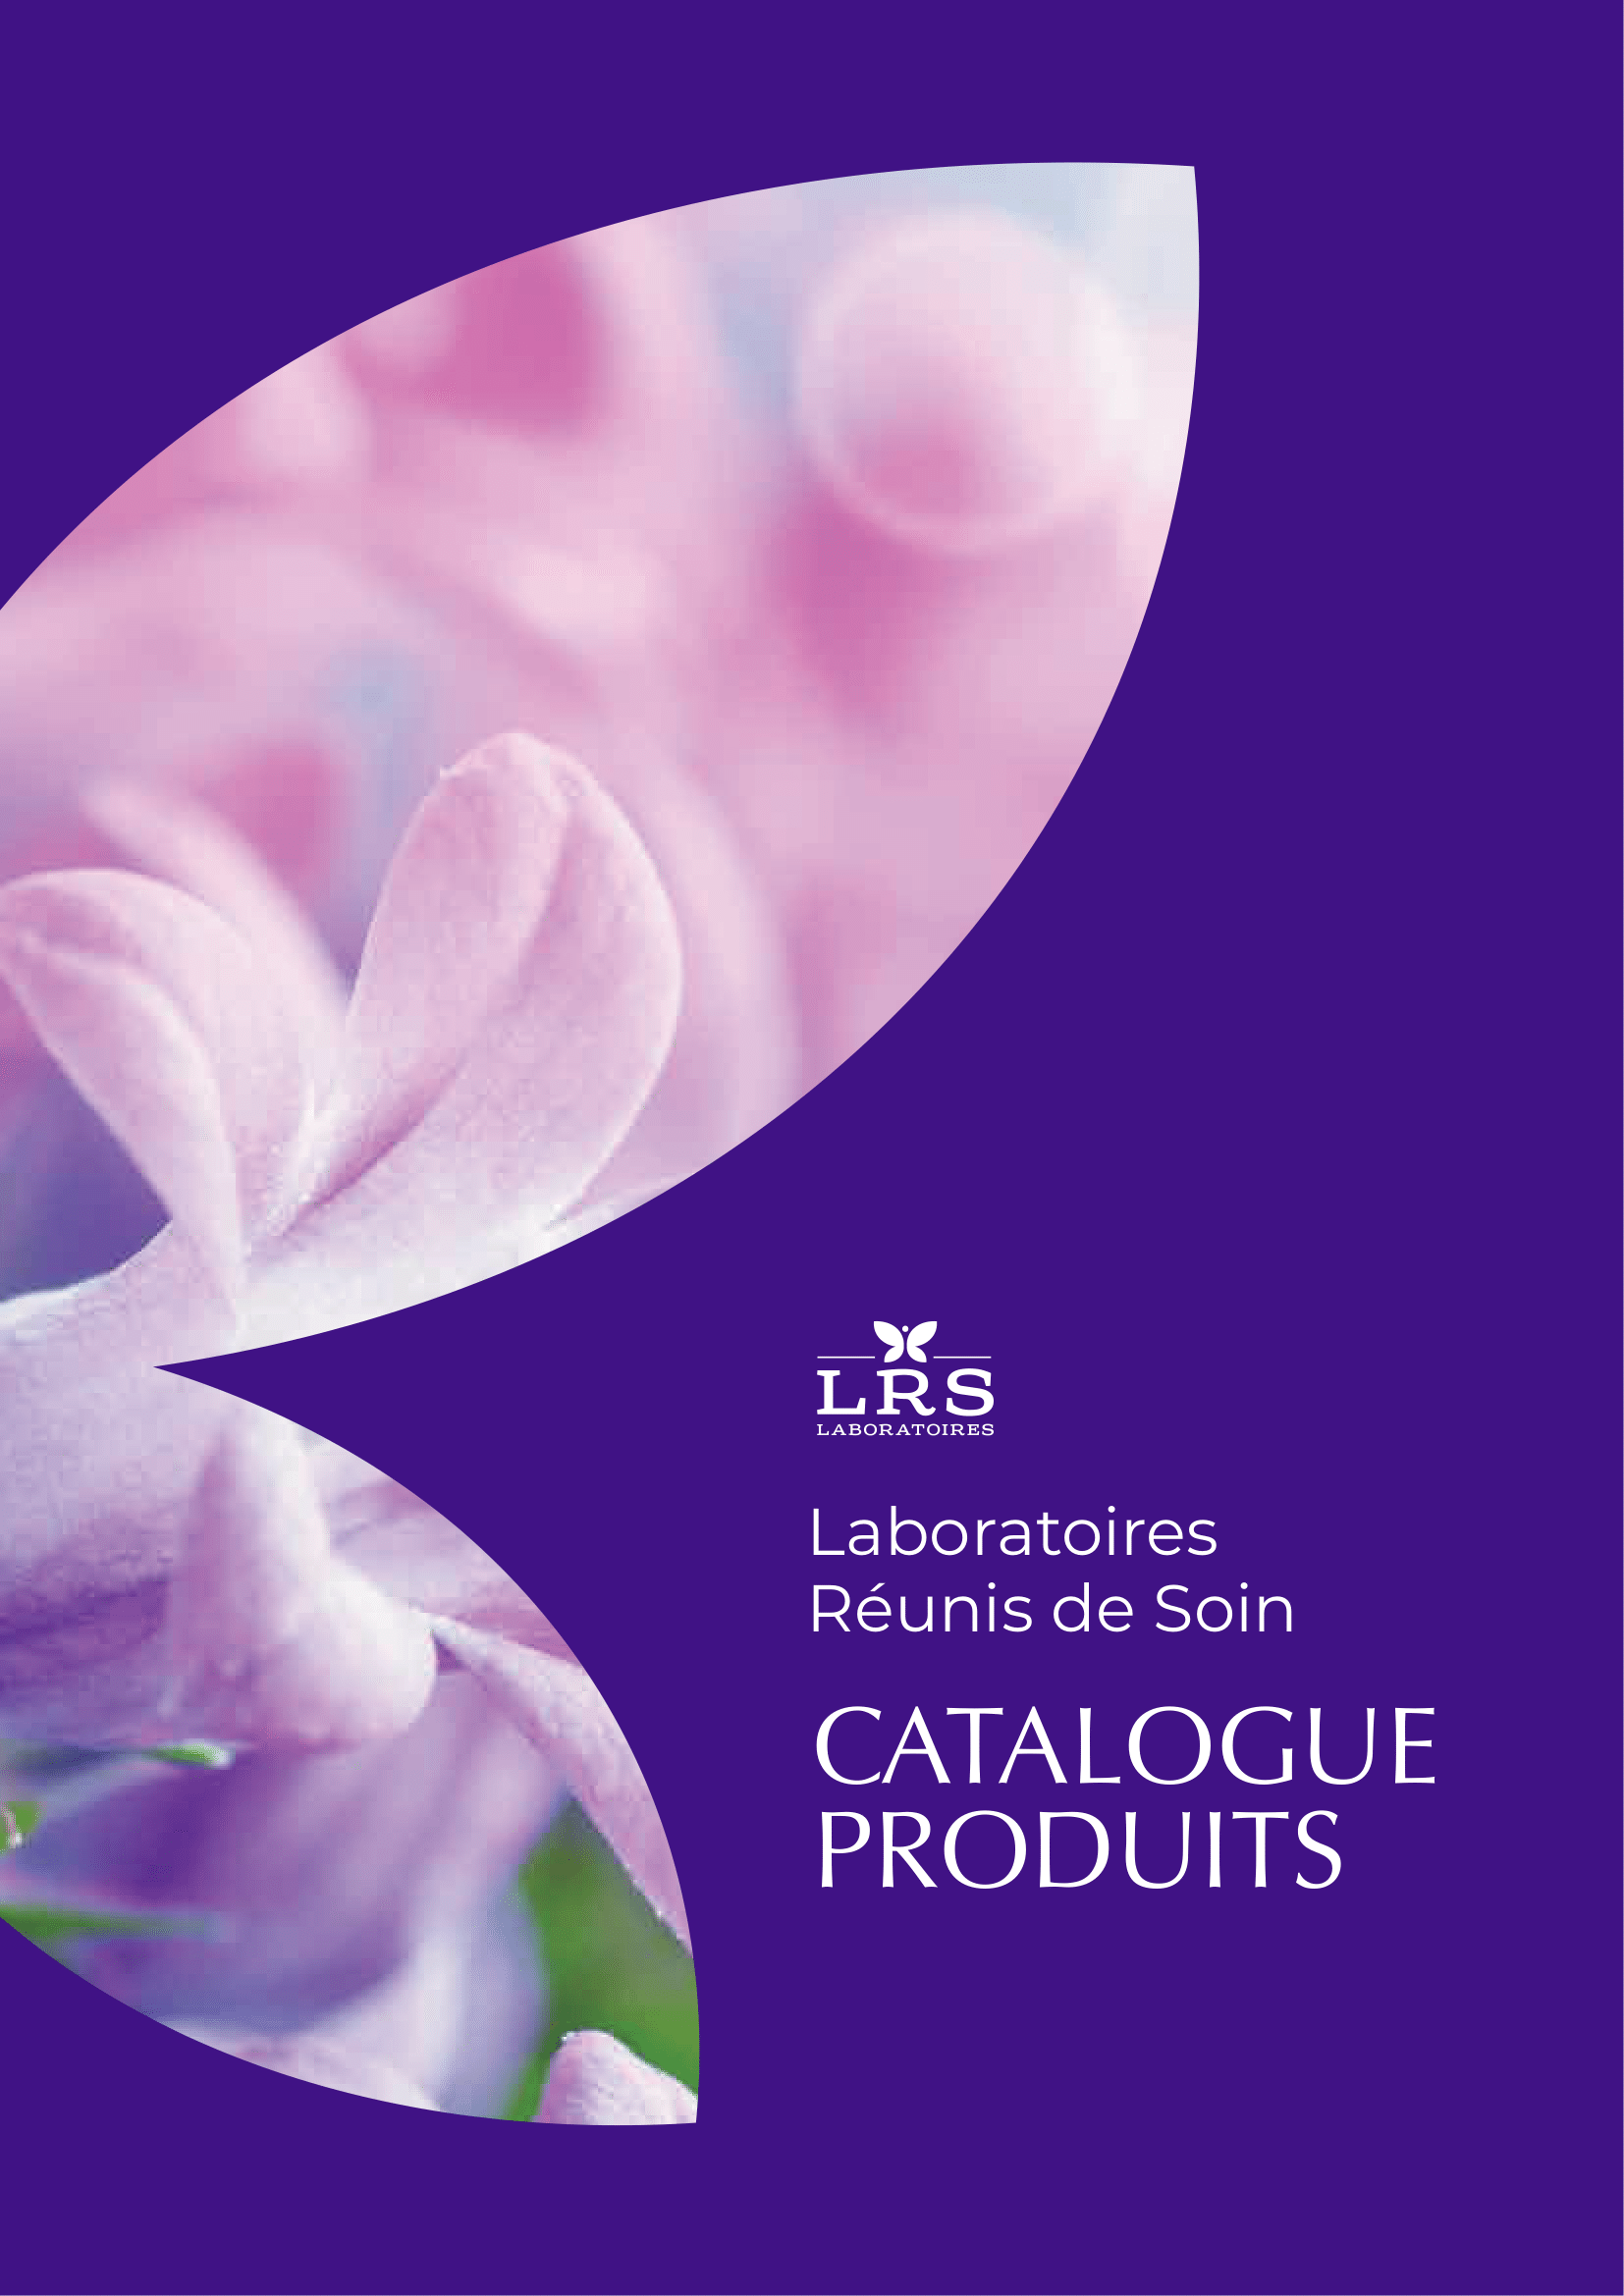 LRS
LABORATOIRES
Laboratoires
Réunis de Soin
CATALOGUE
PRODUITS